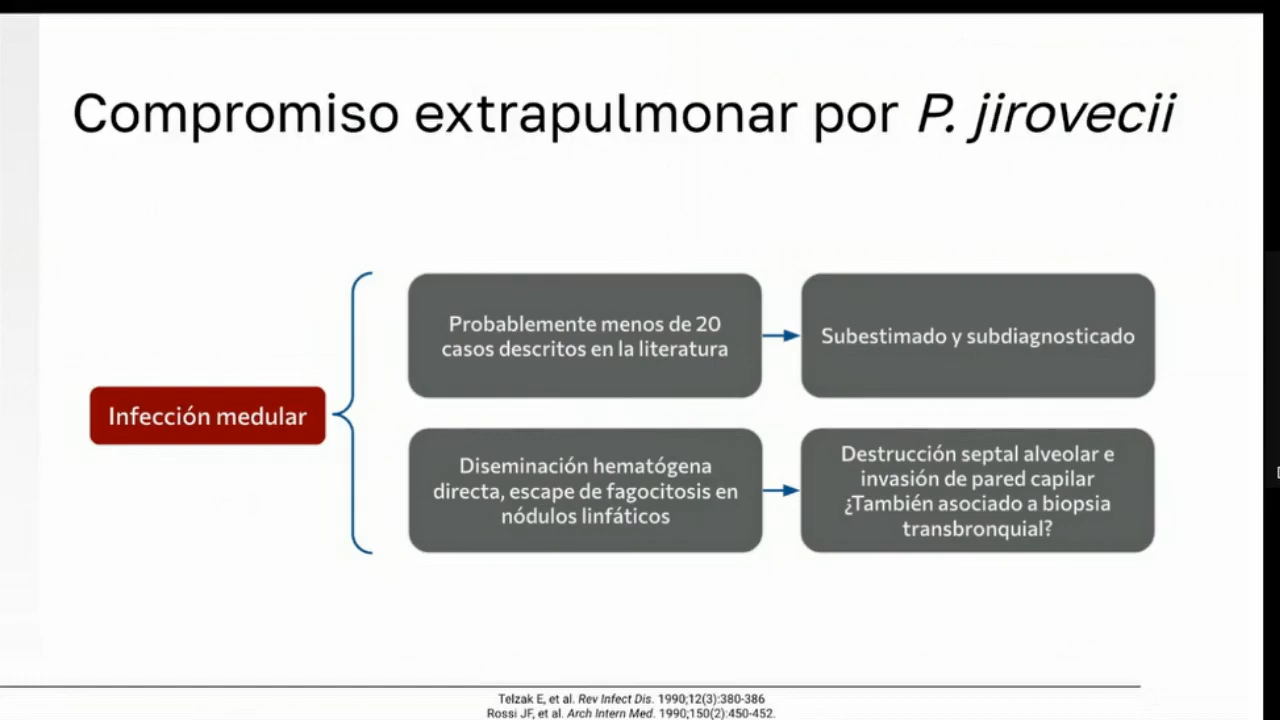 Compromiso extrapulmonar por P. jirovecii
Infección medular
Probablemente menos de 20
casos descritos en la literatura
Subestimado y subdiagnosticado
Diseminación hematógena
directa, escape de fagocitosis en
nódulos linfáticos
Destrucción septal alveolar e
invasión de pared capilar
¿También asociado a biopsia
transbronquial?
Telzak E, et al. Rev Infect Dis. 1990;12(3):380-386
Rossi JF, et al. Arch Intern Med. 1990;150(2):450-452.